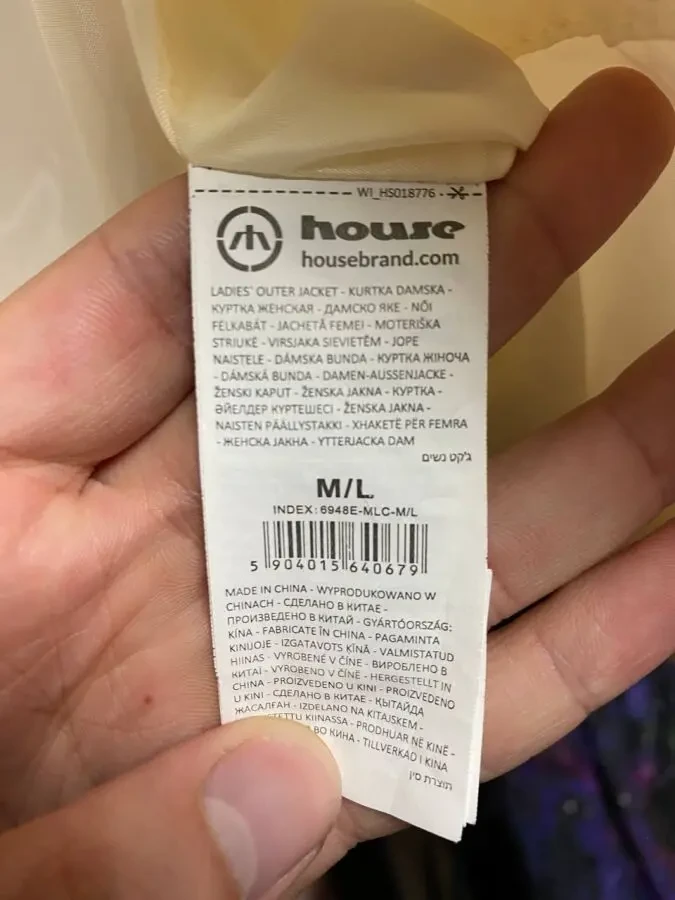 WI_HS018776
house
housebrand.com
LADIES' OUTER JACKET - KURTKA DAMSKA -
КУРТКА ЖЕНСКАЯ - ДАМСКО ЯКЕ - NŐI
FELKABÁT - JACHETĂ FEMEI - MOTERIŠKA
STRIUKĖ - VIRSJAKA SIEVIETĒM - JOPE
NAISTELE - DÁMSKA BUNDA - КУРТКА ЖІНОЧА
- DÁMSKÁ BUNDA - DAMEN-AUSSENJACKE -
ŽENSKI KAPUT - ŽENSKA JAKNA - КУРТКА -
ӘЙЕЛДЕР КУРТЕШЕСІ - ŽENSKA JAKNA -
NAISTEN PÄÄLLYSTAKKI - XHAKETË PËR FEMRA
- ЖЕНСКА ЈАКНА - YTTERJACKA DAM
ג'קט נשים
M/L
INDEX: 6948E-MLC-M/L
5 904015 640679
MADE IN CHINA - WYPRODUKOWANO W
CHINACH - СДЕЛАНО В КИТАЕ -
ПРОИЗВЕДЕНО В КИТАЙ - GYÁRTÓORSZÁG:
KÍNA - FABRICATE ÎN CHINA - PAGAMINTA
KINIJOJE - IZGATAVOTS ĶĪNĀ - VALMISTATUD
HIINAS - VYROBENÉ V ČÍNE - ВИРОБЛЕНО В
КИТАЇ - VYROBENO V ČÍNĚ - HERGESTELLT IN
CHINA - PROIZVEDENO U KINI - PROIZVEDENO
U KINI - СДЕЛАНО В КИТАЕ - ҚЫТАЙДА
ЖАСАЛҒАН - IZDELANO NA KITAJSKEM -
KIINASSA - PRODHUAR NË KINË -
ВО КИНА - TILLVERKAD I KINA
תוצרת סין